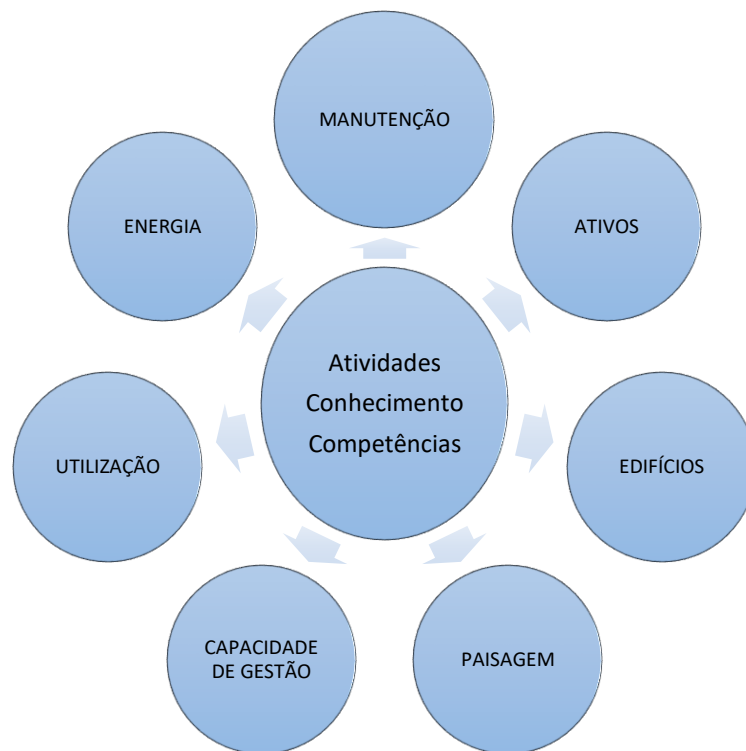 MANUTENÇÃO
ENERGIA
ATIVOS
Atividades
Conhecimento
Competências
UTILIZAÇÃO
EDIFÍCIOS
CAPACIDADE
DE GESTÃO
PAISAGEM